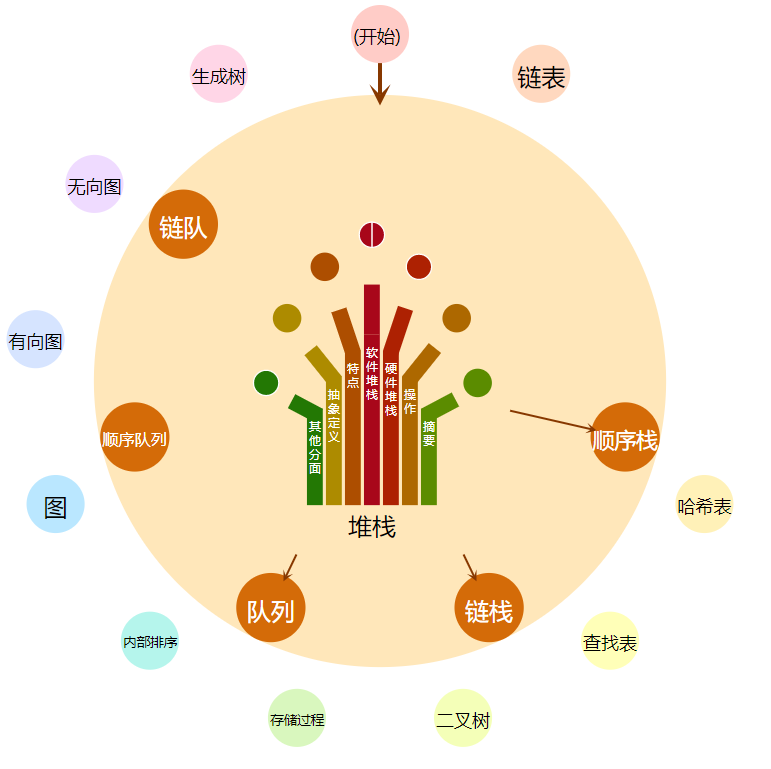 (开始)
生成树
链表
无向图
链队
有向图
软件堆栈
特点
硬件堆栈
抽象定义
操作
其他分面
摘要
顺序队列
顺序栈
图
哈希表
堆栈
队列
链栈
内部排序
查找表
存储过程
二叉树